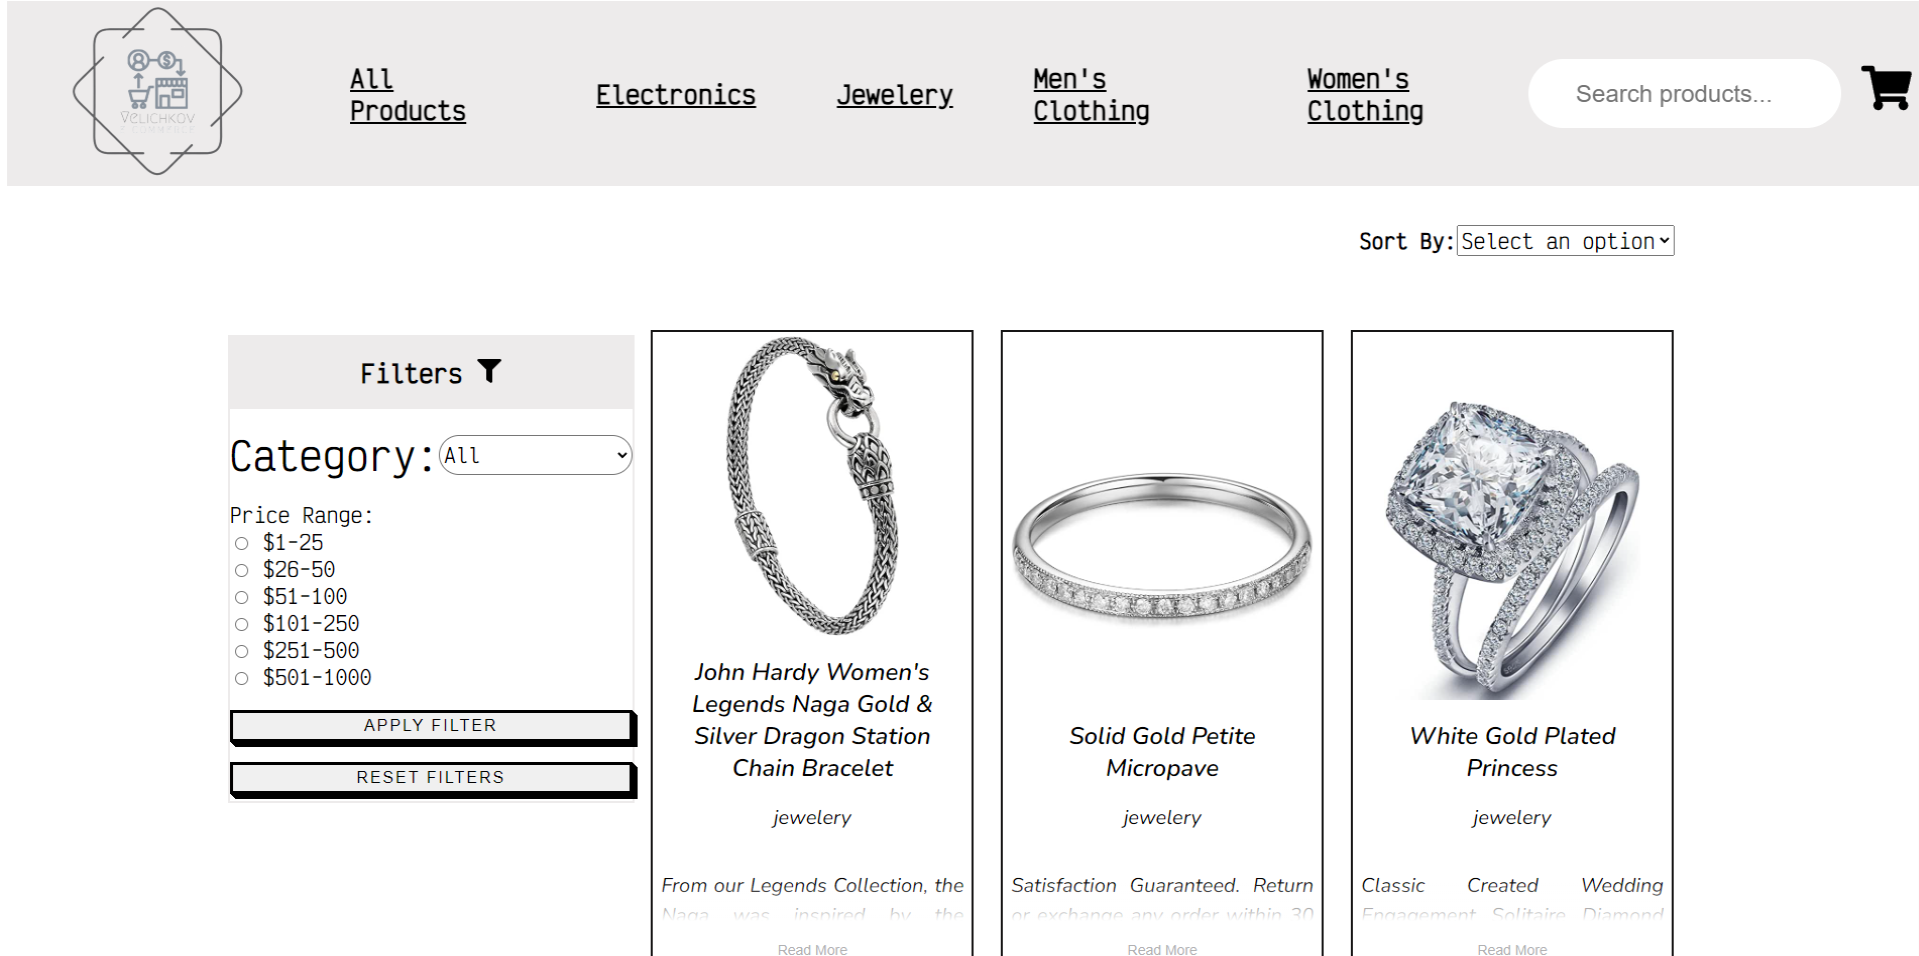 VELICHKOV
E-COMMERCE
All
Products
Electronics
Jewelery
Men's
Clothing
Women's
Clothing
Search products...
Sort By:
Select an option
Filters
Category:
All
Price Range:
$1-25
$26-50
$51-100
$101-250
$251-500
$501-1000
APPLY FILTER
RESET FILTERS
John Hardy Women's
Legends Naga Gold &
Silver Dragon Station
Chain Bracelet
jewelery
From our Legends Collection, the
Naga was inspired by the
Read More
Solid Gold Petite
Micropave
jewelery
Satisfaction Guaranteed. Return
or exchange any order within 30
Read More
White Gold Plated
Princess
jewelery
Classic Created Wedding
Engagement Solitaire Diamond
Read More